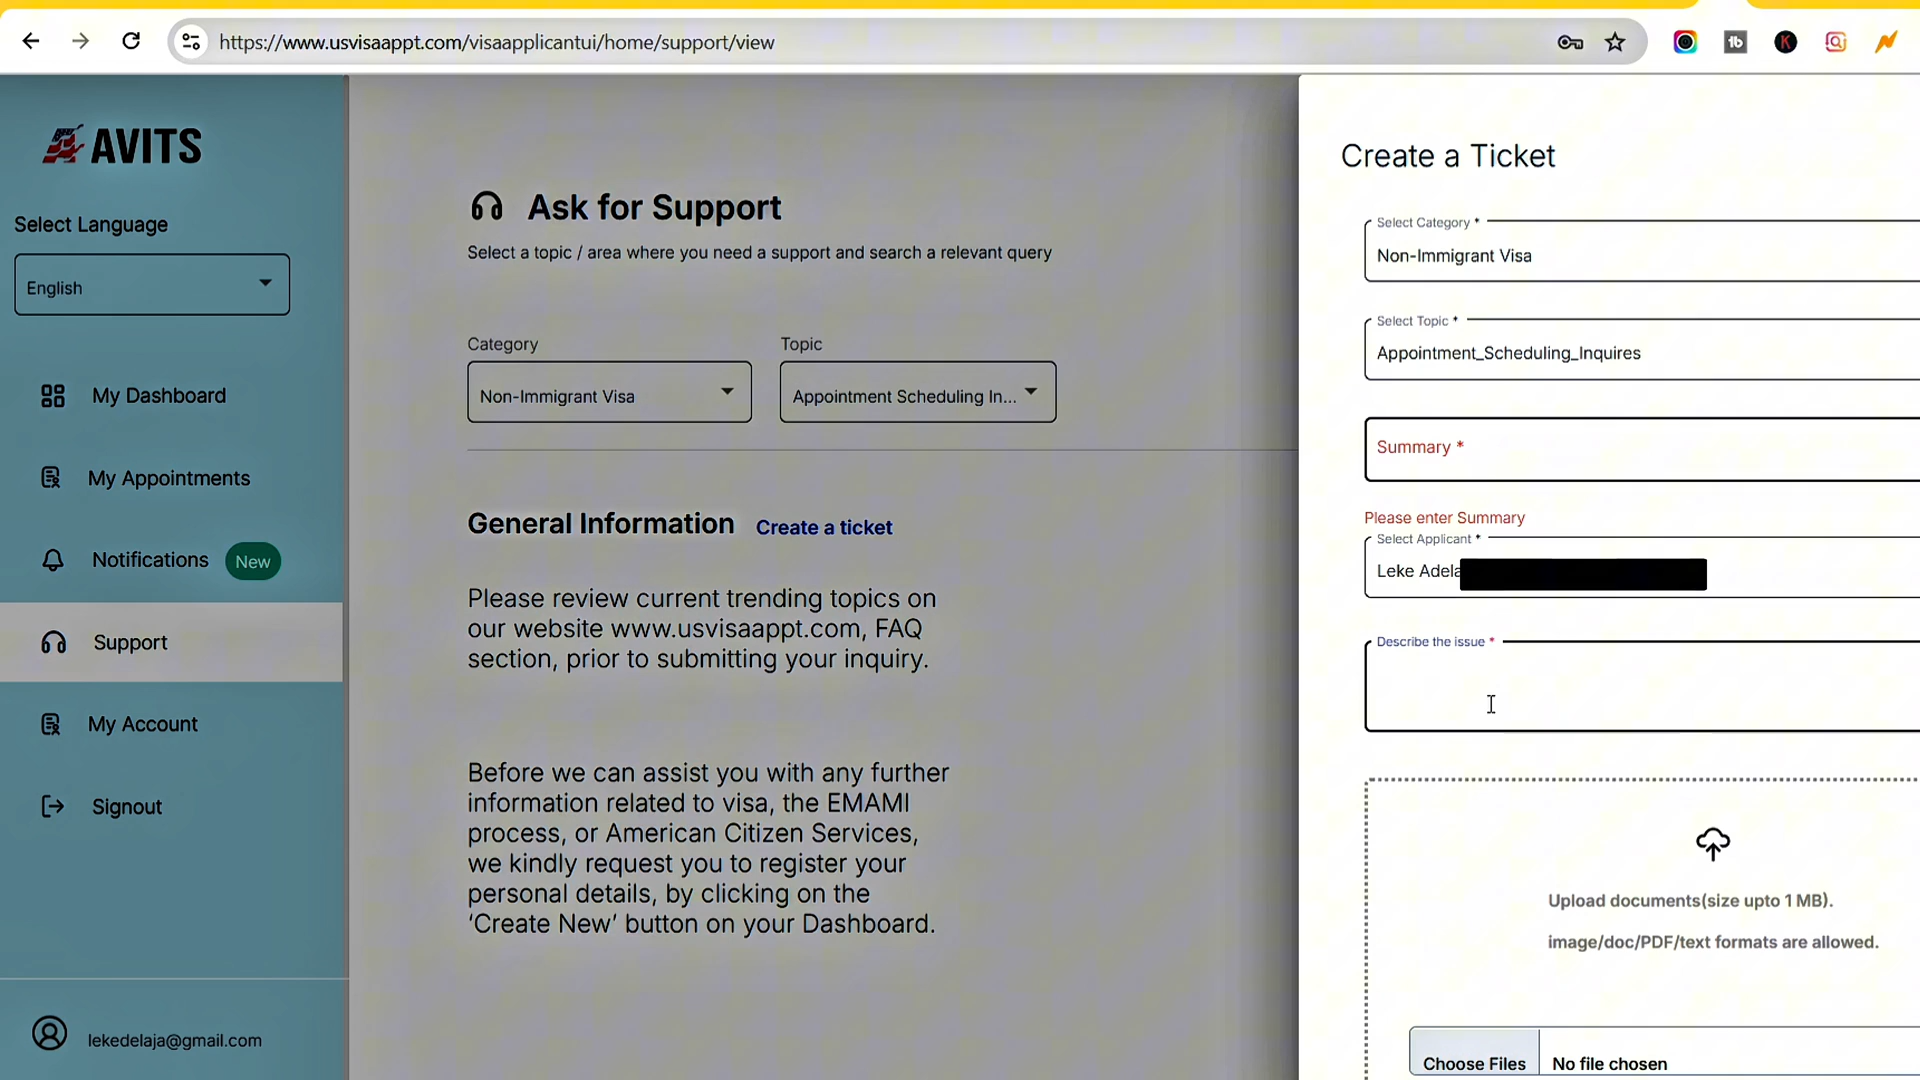 https://www.usvisaappt.com/visaapplicantui/home/support/view
AVITS
Select Language
English
My Dashboard
My Appointments
Notifications New
Support
My Account
Signout
lekedelaja@gmail.com
Ask for Support
Select a topic / area where you need a support and search a relevant query
Category
Topic
Non-Immigrant Visa
Appointment Scheduling In...
General Information Create a ticket
Please review current trending topics on
our website www.usvisaappt.com, FAQ
section, prior to submitting your inquiry.
Before we can assist you with any further
information related to visa, the EMAMI
process, or American Citizen Services,
we kindly request you to register your
personal details, by clicking on the
‘Create New’ button on your Dashboard.
Create a Ticket
Select Category *
Non-Immigrant Visa
Select Topic *
Appointment_Scheduling_Inquires
Summary *
Please enter Summary
Select Applicant *
Leke Adela
Describe the issue *
Upload documents(size upto 1 MB).
image/doc/PDF/text formats are allowed.
Choose Files No file chosen